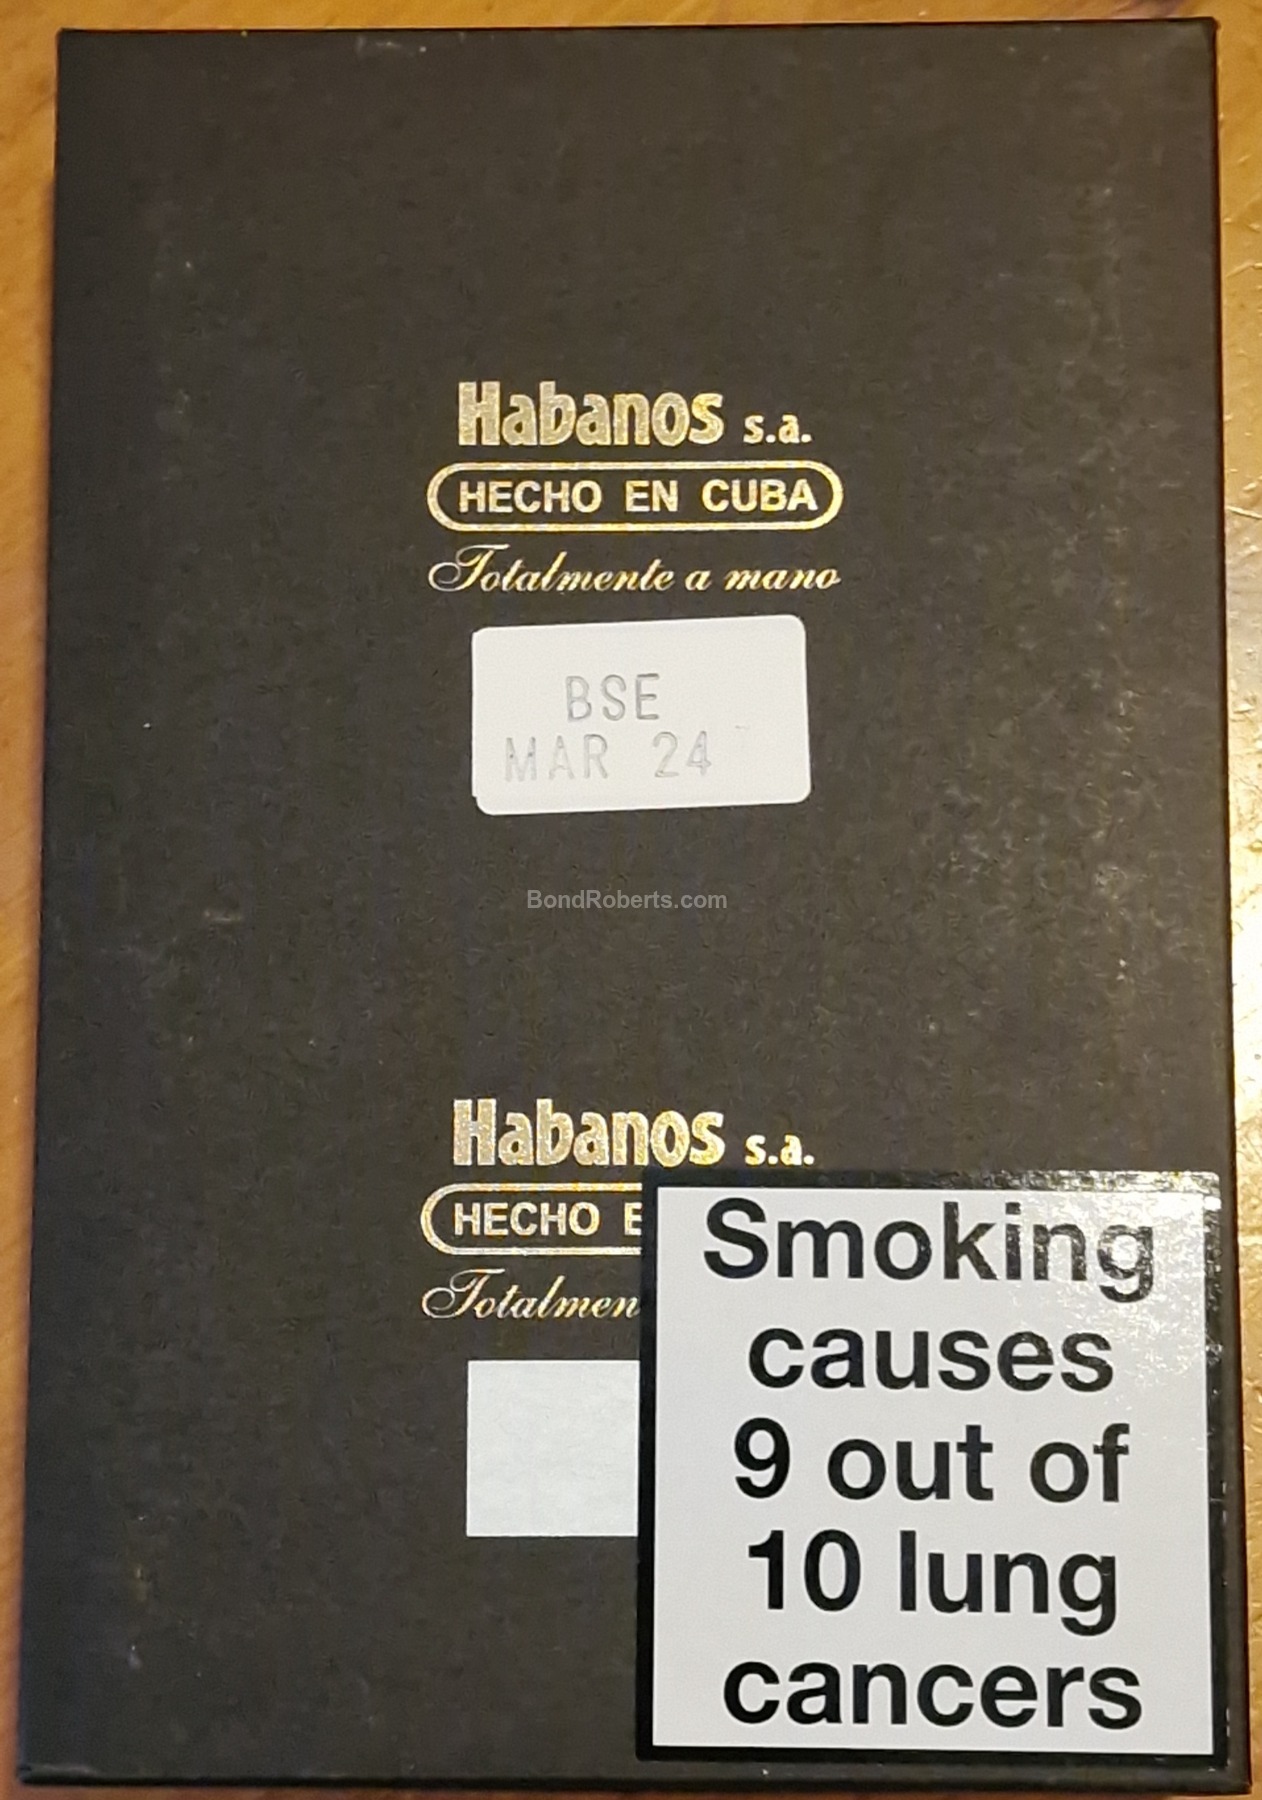 Habanos s.a.
HECHO EN CUBA
Totalmente a mano
BSE
MAR 24
BondRoberts.com
Habanos s.a.
HECHO E
Totalmen
Smoking
causes
9 out of
10 lung
cancers